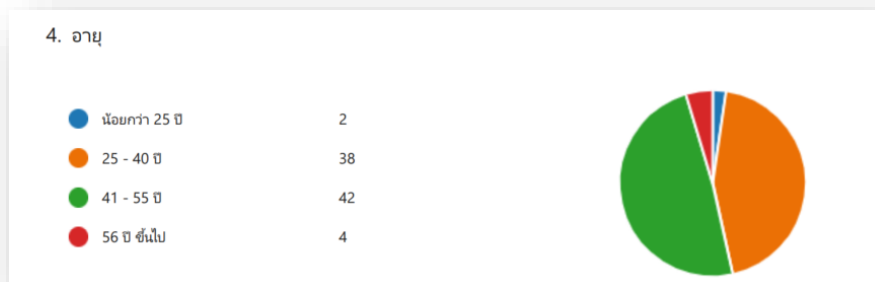 4. อายุ
น้อยกว่า 25 ปี 2
25 - 40 ปี 38
41 - 55 ปี 42
56 ปี ขึ้นไป 4